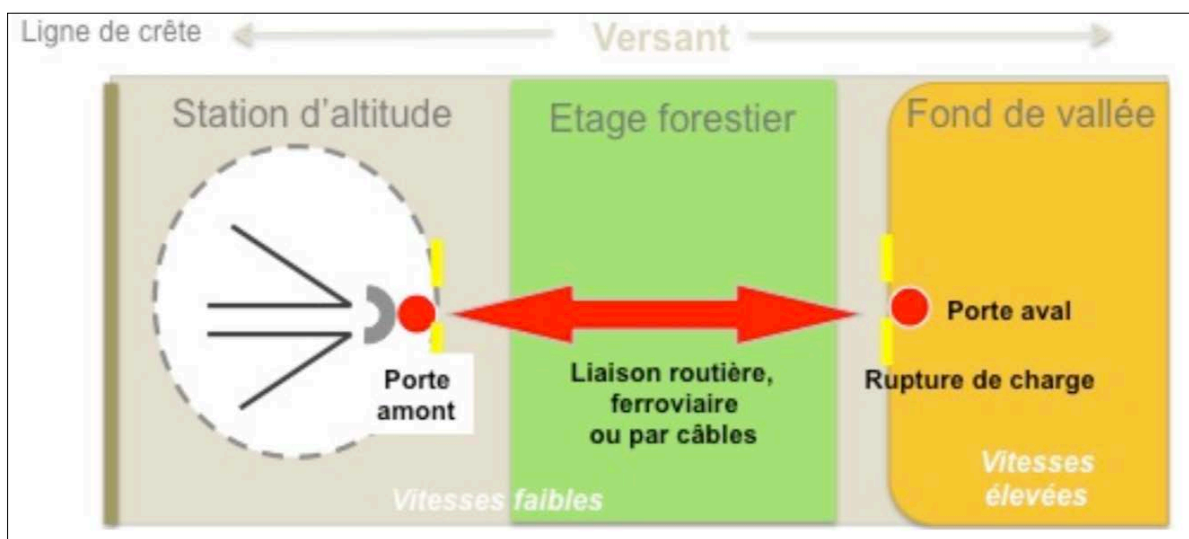 Ligne de crête
Versant
Station d'altitude
Etage forestier
Fond de vallée
Porte
amont
Liaison routière,
ferroviaire
ou par câbles
Porte aval
Rupture de charge
Vitesses faibles
Vitesses
élevées